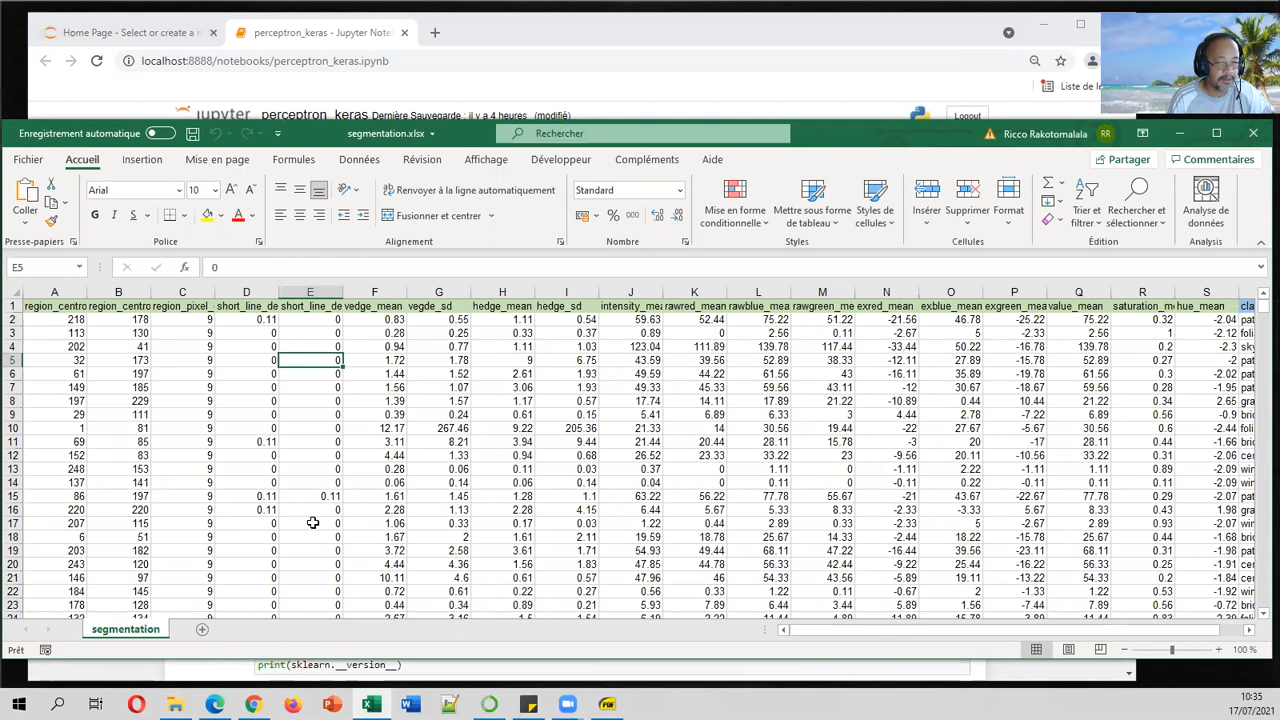 Home Page - Select or create a n
perceptron_keras - Jupyter Note
localhost:8888/notebooks/perceptron_keras.ipynb
Liste de le
jupyter perceptron_keras Dernière Sauvegarde : il y a 4 heures (modifié)
Logout
Enregistrement automatique
segmentation.xlsx
Rechercher
Ricco Rakotomalala RR
Fichier Accueil Insertion Mise en page Formules Données Révision Affichage Développeur Compléments Aide
Partager Commentaires
Arial 10 Renvoyer à la ligne automatiquement Standard
Coller
G I S Fusionner et centrer % 000
Mise en forme conditionnelle
Mettre sous forme de tableau
Styles de cellules
Insérer Supprimer Format
Trier et filtrer
Rechercher et sélectionner
Analyse de données
Presse-papiers Police Alignement Nombre Styles Cellules Édition Analysis
E5 fx 0
A B C D E F G H I J K L M N O P Q R S
1 region_centro region_centro region_pixel_ short_line_de short_line_de vedge_mean vegde_sd hedge_mean hedge_sd intensity_me rawred_mean rawblue_mea rawgreen_me exred_mean exblue_mean exgreen_mea value_mean saturation_m hue_mean cla
2 218 178 9 0.11 0 0.83 0.55 1.11 0.54 59.63 52.44 75.22 51.22 -21.56 46.78 -25.22 75.22 0.32 -2.04 pat
3 113 130 9 0 0 0.28 0.25 0.33 0.37 0.89 0 2.56 0.11 -2.67 5 -2.33 2.56 1 -2.12 foli
4 202 41 9 0 0 0.94 0.77 1.11 1.03 123.04 111.89 139.78 117.44 -33.44 50.22 -16.78 139.78 0.2 -2.3 sky
5 32 173 9 0 0 1.72 1.78 9 6.75 43.59 39.56 52.89 38.33 -12.11 27.89 -15.78 52.89 0.27 -2 pat
6 61 197 9 0 0 1.44 1.52 2.61 1.93 49.59 44.22 61.56 43 -16.11 35.89 -19.78 61.56 0.3 -2.02 pat
7 149 185 9 0 0 1.56 1.07 3.06 1.93 49.33 45.33 59.56 43.11 -12 30.67 -18.67 59.56 0.28 -1.95 pat
8 197 229 9 0 0 1.39 1.57 1.17 0.61 17.74 14.11 17.89 21.22 -10.89 0.44 10.44 21.22 0.34 2.65 gra
9 29 111 9 0 0 0.39 0.24 0.61 0.15 5.41 6.89 6.33 3 4.44 2.78 -7.22 6.89 0.56 -0.9 bric
10 1 81 9 0 0 12.17 267.46 9.22 205.36 21.33 14 30.56 19.44 -22 27.67 -5.67 30.56 0.6 -2.44 foli
11 69 85 9 0.11 0 3.11 8.21 3.94 9.44 28.44 20.44 28.11 15.78 -3 20 -17 28.11 0.44 -1.66 bric
12 152 83 9 0 0 4.44 1.33 0.94 0.68 26.52 23.33 33.22 23 -9.56 20.11 -10.56 33.22 0.31 -2 cer
13 248 153 9 0 0 0.28 0.06 0.11 0.03 0.37 0 1.11 0 -1.11 2.22 -1.11 1.11 0.89 -2.09 win
14 137 141 9 0 0 0.06 0.14 0.06 0.14 0.04 0 0.11 0 -0.11 0.22 -0.11 0.11 0.11 -2.09 win
15 86 197 9 0.11 0.11 1.61 1.45 1.28 1.1 63.22 56.22 77.78 55.67 -21 43.67 -22.67 77.78 0.29 -2.07 pat
16 220 220 9 0.11 0 2.28 1.13 2.28 4.15 6.44 5.67 5.33 8.33 -2.33 -3.33 5.67 8.33 0.4 1.96 gra
17 207 115 9 0 0 1.06 0.33 0.17 0.03 1.22 0.44 2.89 0.33 -2.33 5 -2.67 2.89 0.93 -2.07 win
18 6 51 9 0 0 1.67 2 1.61 2.11 19.59 18.78 25.67 14.33 -2.44 18.22 -15.78 25.67 0.44 -1.68 bric
19 203 182 9 0 0 3.72 2.58 3.61 1.71 54.93 49.44 68.11 47.22 -16.44 39.56 -23.11 68.11 0.31 -1.98 pat
20 243 120 9 0 0 4.44 4.36 1.56 1.83 47.85 44.78 56.33 42.44 -9.22 25.44 -16.22 56.33 0.25 -1.91 cer
21 146 97 9 0 0 10.11 4.6 0.61 0.57 47.96 46 54.33 43.56 -5.89 19.11 -13.22 54.33 0.2 -1.84 cer
22 184 145 9 0 0 0.72 0.61 0.22 0.27 0.56 0.33 1.22 0.11 -0.67 2 -1.33 1.22 0.53 -1.92 win
23 178 128 9 0 0 0.44 0.34 0.89 0.21 5.93 7.89 6.44 3.44 5.89 1.56 -7.44 7.89 0.56 -0.72 bric
segmentation
Prêt
100 %
print(sklearn.__version__)
10:35
17/07/2021